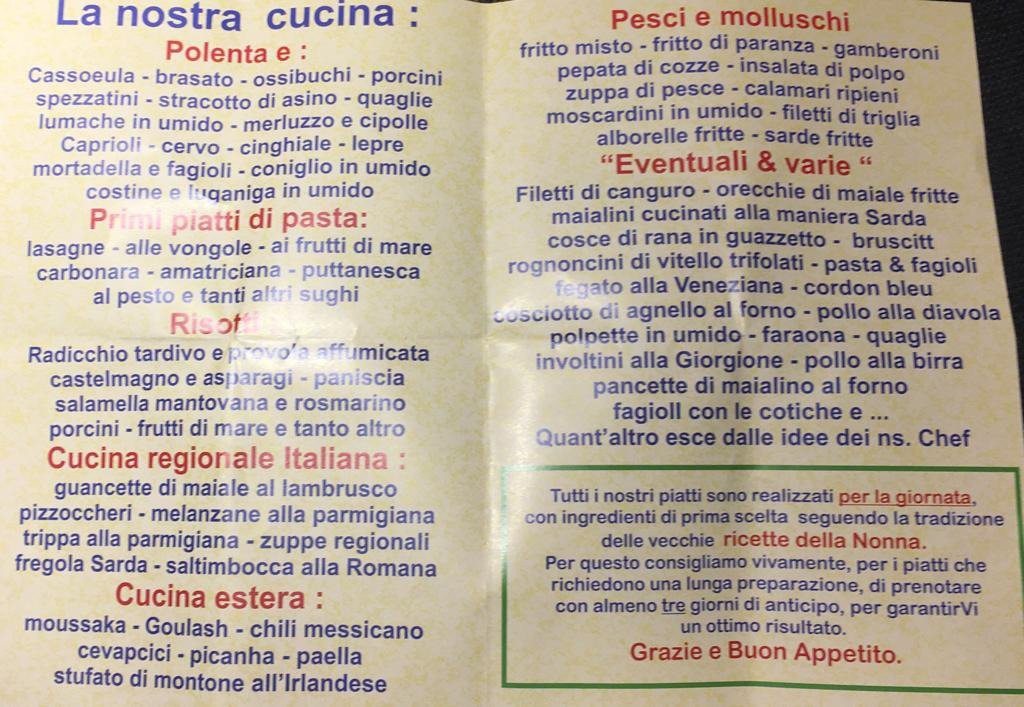 La nostra cucina :
Polenta e :
Cassoeula - brasato - ossibuchi - porcini
spezzatini - stracotto di asino - quaglie
lumache in umido - merluzzo e cipolle
Caprioli - cervo - cinghiale - lepre
mortadella e fagioli - coniglio in umido
costine e luganiga in umido
Primi piatti di pasta:
lasagne - alle vongole - ai frutti di mare
carbonara - amatriciana - puttanesca
al pesto e tanti altri sughi
Risotti
Radicchio tardivo e provo'a affumicata
castelmagno e asparagi - paniscia
salamella mantovana e rosmarino
porcini - frutti di mare e tanto altro
Cucina regionale Italiana :
guancette di maiale al lambrusco
pizzoccheri - melanzane alla parmigiana
trippa alla parmigiana - zuppe regionali
fregola Sarda - saltimbocca alla Romana
Cucina estera :
moussaka - Goulash - chili messicano
cevapcici - picanha - paella
stufato di montone all'Irlandese
Pesci e molluschi
fritto misto - fritto di paranza - gamberoni
pepata di cozze - insalata di polpo
zuppa di pesce - calamari ripieni
moscardini in umido - filetti di triglia
alborelle fritte - sarde fritte
"Eventuali & varie "
Filetti di canguro - orecchie di maiale fritte
maialini cucinati alla maniera Sarda
cosce di rana in guazzetto - bruscitt
rognoncini di vitello trifolati - pasta & fagioli
fegato alla Veneziana - cordon bleu
cosciotto di agnello al forno - pollo alla diavola
polpette in umido - faraona - quaglie
involtini alla Giorgione - pollo alla birra
pancette di maialino al forno
fagioll con le cotiche e ...
Quant'altro esce dalle idee dei ns. Chef
Tutti i nostri piatti sono realizzati per la giornata,
con ingredienti di prima scelta seguendo la tradizione
delle vecchie ricette della Nonna.
Per questo consigliamo vivamente, per i piatti che
richiedono una lunga preparazione, di prenotare
con almeno tre giorni di anticipo, per garantirVi
un ottimo risultato.
Grazie e Buon Appetito.